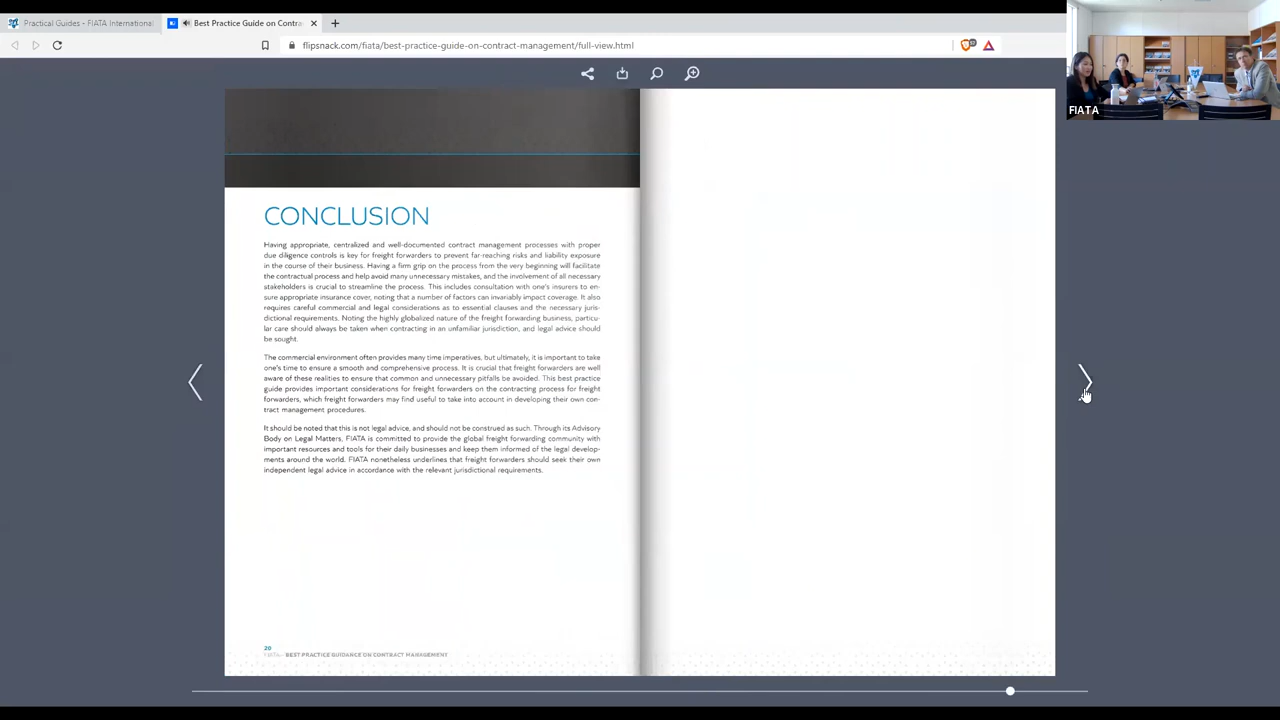 Practical Guides - FIATA International
Best Practice Guide on Contra
flipsnack.com/fiata/best-practice-guide-on-contract-management/full-view.html
FIATA
CONCLUSION
Having appropriate, centralized and well-documented contract management processes with proper
due diligence controls is key for freight forwarders to prevent far-reaching risks and liability exposure
in the course of their business. Having a firm grip on the process from the very beginning will facilitate
the contractual process and help avoid many unnecessary mistakes, and the involvement of all necessary
stakeholders is crucial to streamline the process. This includes consultation with one's insurers to en-
sure appropriate insurance cover, noting that a number of factors can invariably impact coverage. It also
requires careful commercial and legal considerations as to essential clauses and the necessary juris-
dictional requirements. Noting the highly globalized nature of the freight forwarding business, particu-
lar care should always be taken when contracting in an unfamiliar jurisdiction, and legal advice should
be sought.
The commercial environment often provides many time imperatives, but ultimately, it is important to take
one's time to ensure a smooth and comprehensive process. It is crucial that freight forwarders are well
aware of these realities to ensure that common and unnecessary pitfalls be avoided. This best practice
guide provides important considerations for freight forwarders on the contracting process for freight
forwarders, which freight forwarders may find useful to take into account in developing their own con-
tract management procedures.
It should be noted that this is not legal advice, and should not be construed as such. Through its Advisory
Body on Legal Matters, FIATA is committed to provide the global freight forwarding community with
important resources and tools for their daily businesses and keep them informed of the legal develop-
ments around the world. FIATA nonetheless underlines that freight forwarders should seek their own
independent legal advice in accordance with the relevant jurisdictional requirements.
20
FIATA - BEST PRACTICE GUIDANCE ON CONTRACT MANAGEMENT